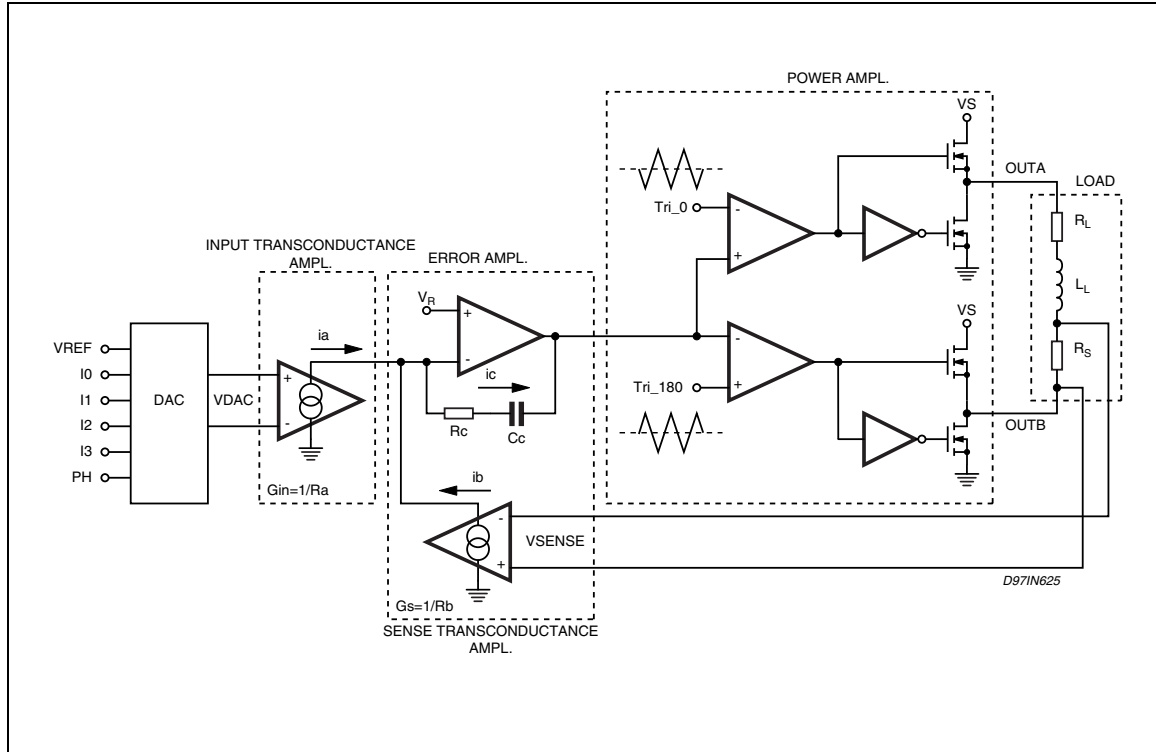 POWER AMPL.
VS
OUTA
LOAD
Tri_0
-
+
RL
LL
RS
INPUT TRANSCONDUCTANCE
AMPL.
ERROR AMPL.
VR
+
-
ia
ic
Rc
Cc
VREF
I0
I1
I2
I3
PH
DAC
VDAC
+
-
Gin=1/Ra
VS
-
+
Tri_180
OUTB
ib
-
+
VSENSE
Gs=1/Rb
SENSE TRANSCONDUCTANCE
AMPL.
D97IN625